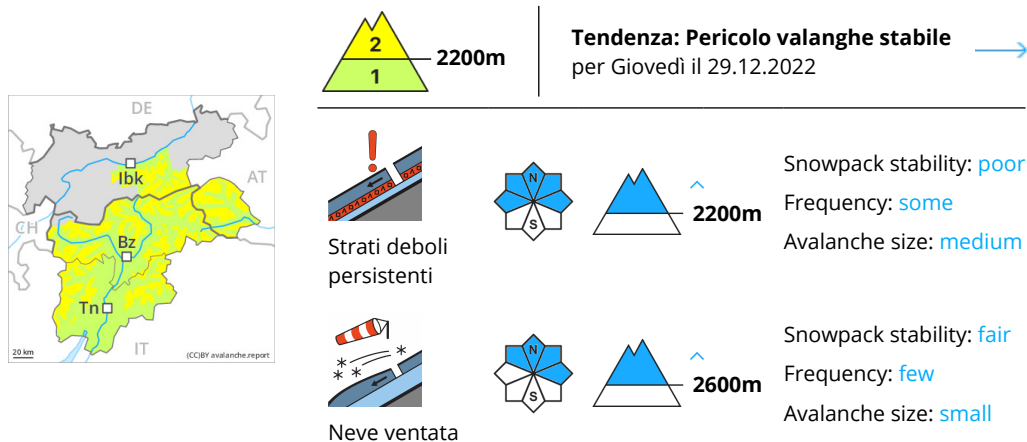 2
1
2200m
Tendenza: Pericolo valanghe stabile
per Giovedì il 29.12.2022
DE
Ibk
AT
CH
Bz
Tn
IT
20 km
(CC)BY avalanche.report
Strati deboli
persistenti
N
S
2200m
Snowpack stability: poor
Frequency: some
Avalanche size: medium
Neve ventata
N
S
2600m
Snowpack stability: fair
Frequency: few
Avalanche size: small